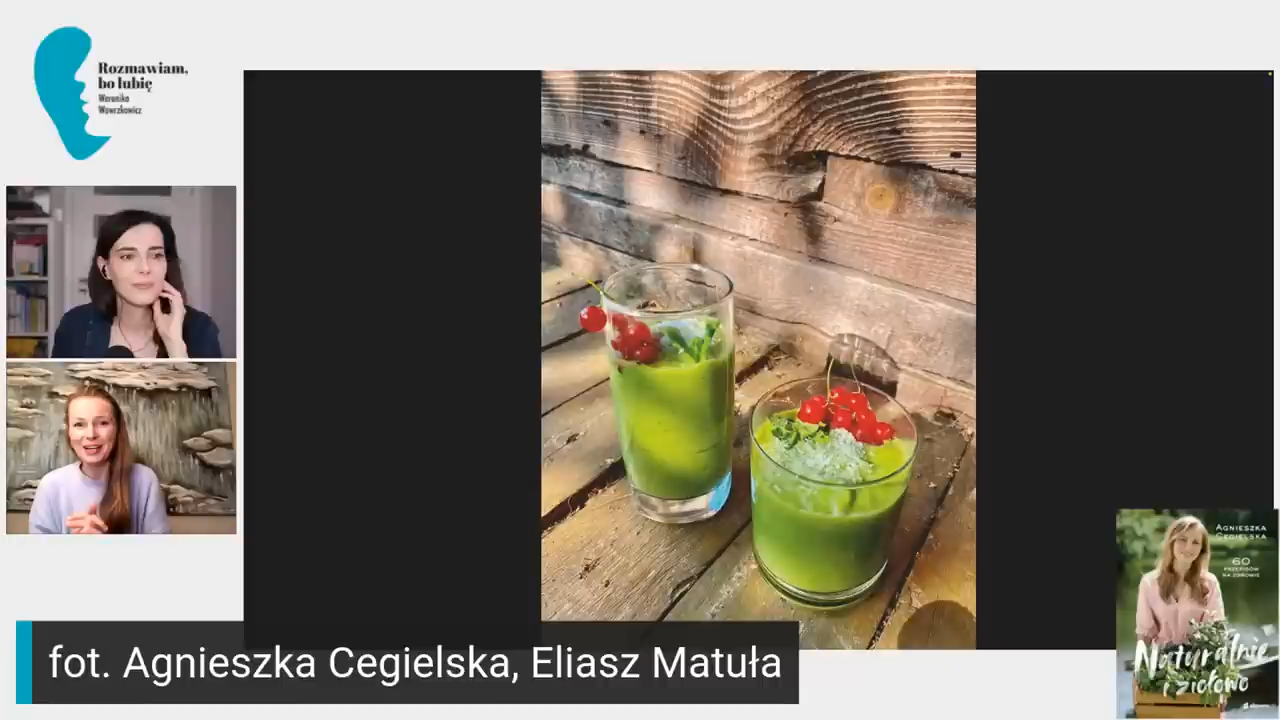 Rozmawiam,
bo lubię
Weronika
Wawrzkowicz
fot. Agnieszka Cegielska, Eliasz Matuła
AGNIESZKA
CEGIELSKA
60
PRZEPISÓW
NA ZDROWIE
Naturalnie
i ziołowo